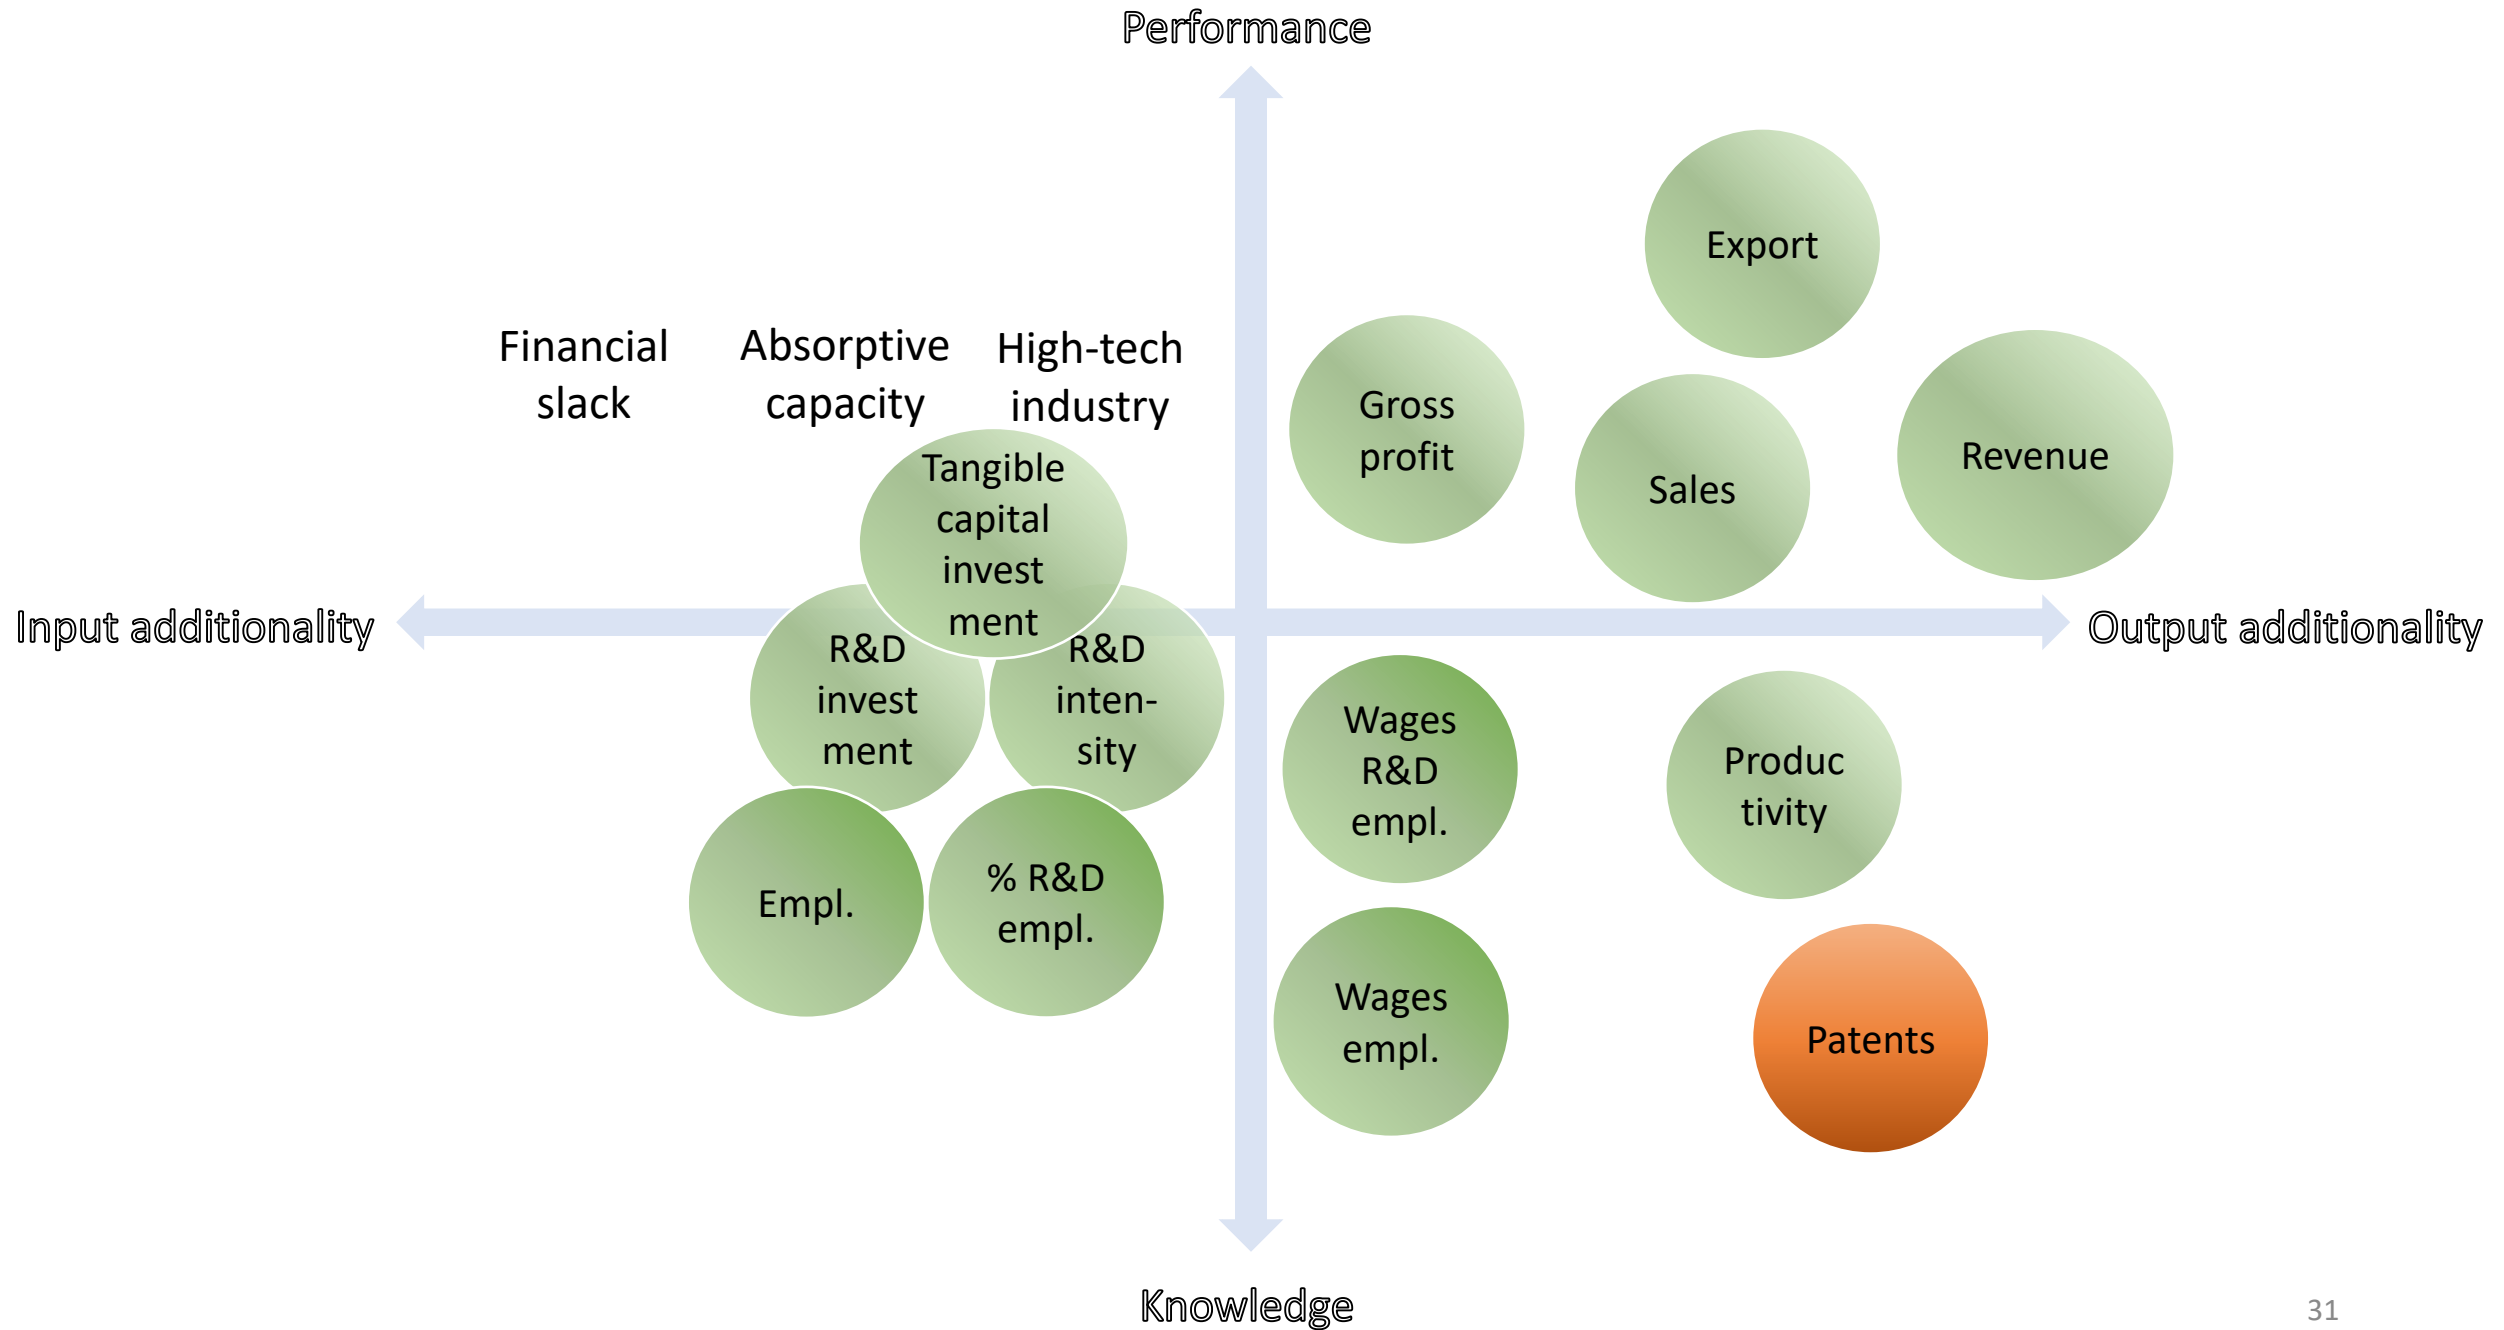 Performance
Export
Financial
slack
Absorptive
capacity
High-tech
industry
Gross
profit
Sales
Revenue
Tangible
capital
invest
ment
Input additionality
Output additionality
R&D
invest
ment
R&D
inten-
sity
Wages
R&D
empl.
Produc
tivity
Empl.
% R&D
empl.
Wages
empl.
Patents
Knowledge
31